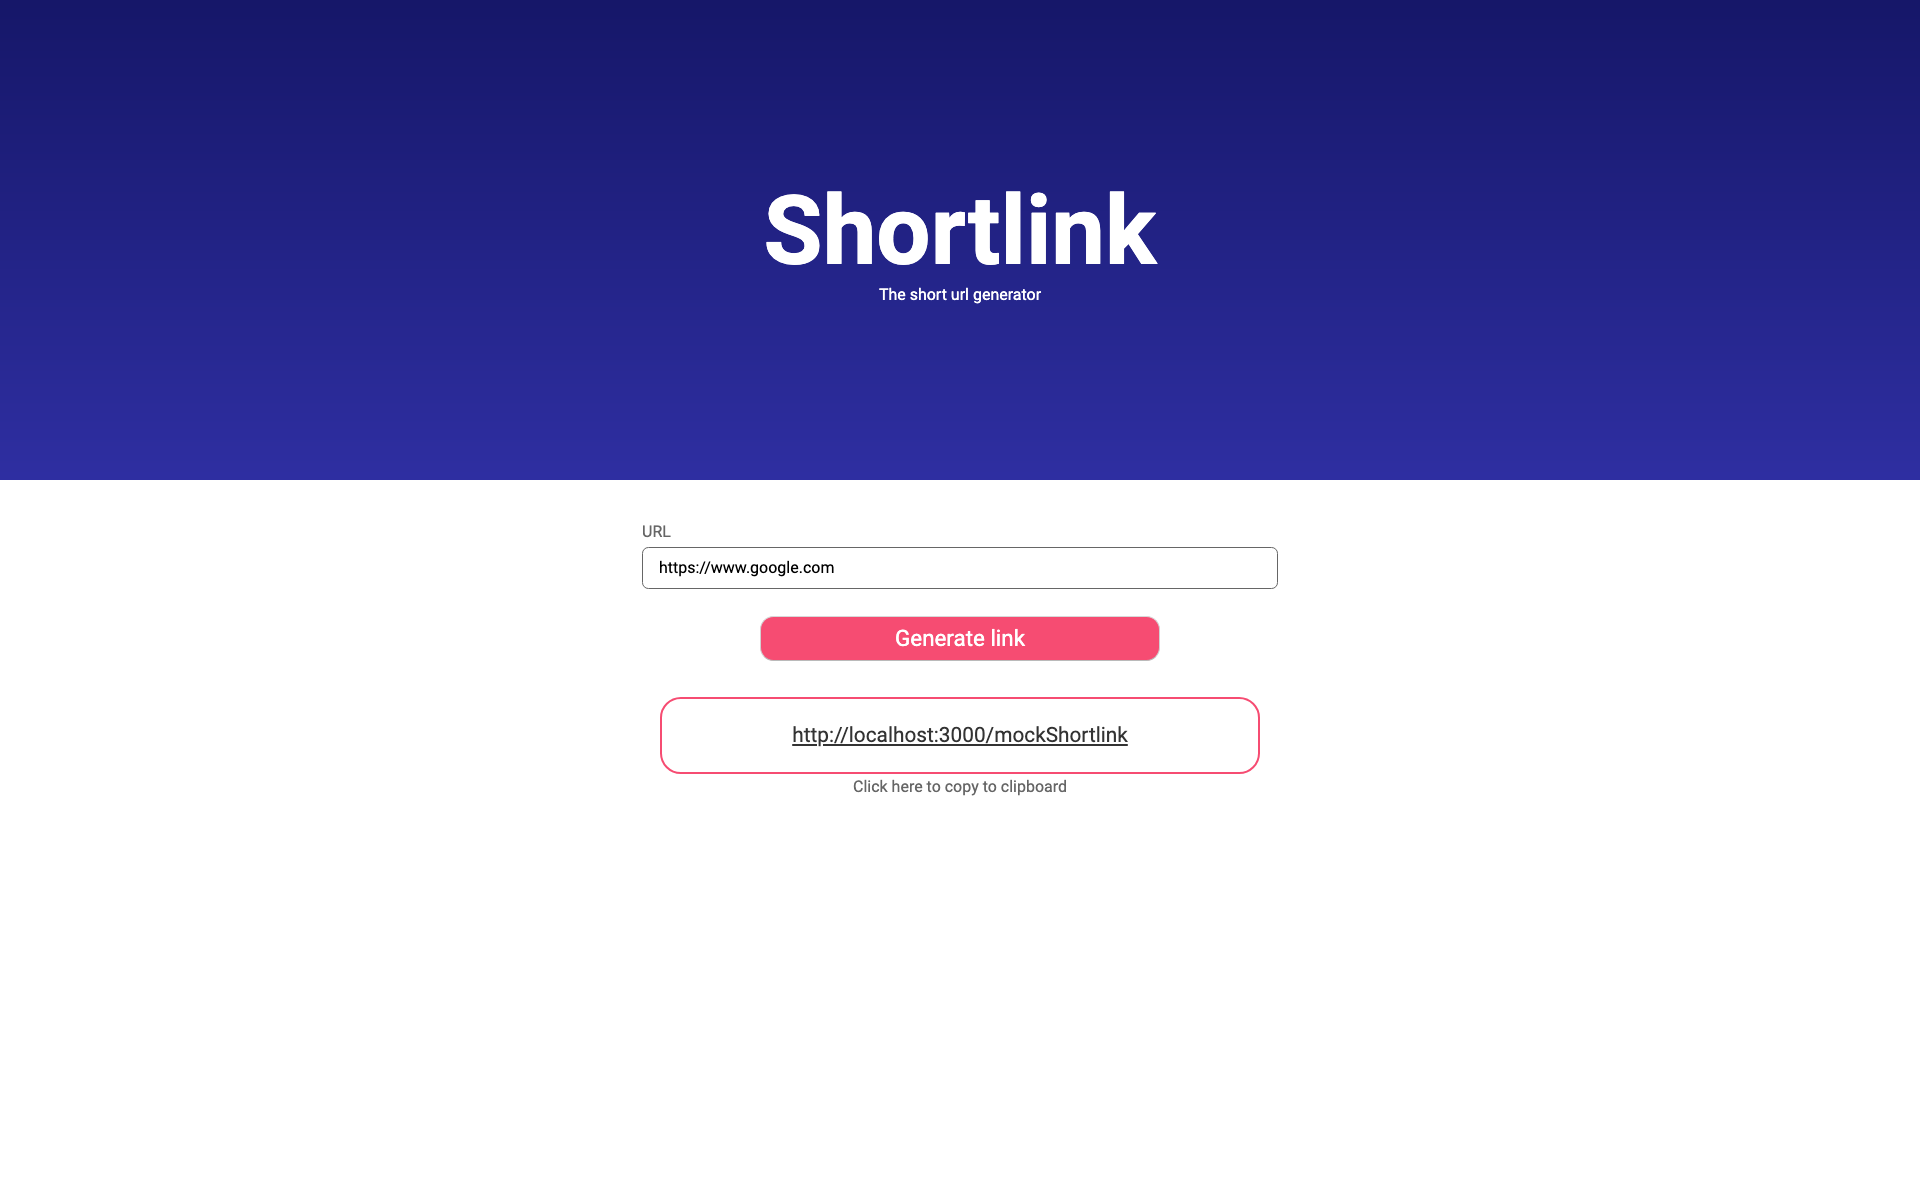 Shortlink
The short url generator
URL
https://www.google.com
Generate link
http://localhost:3000/mockShortlink
Click here to copy to clipboard